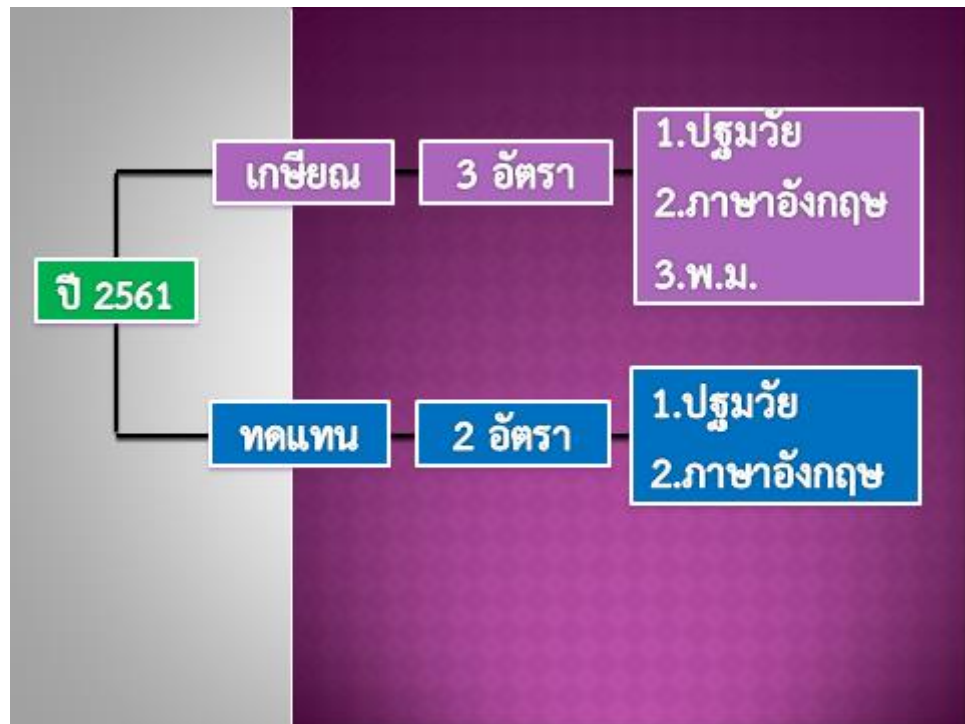 ปี 2561
เกษียณ
3 อัตรา
1.ปฐมวัย
2.ภาษาอังกฤษ
3.พ.ม.
ทดแทน
2 อัตรา
1.ปฐมวัย
2.ภาษาอังกฤษ